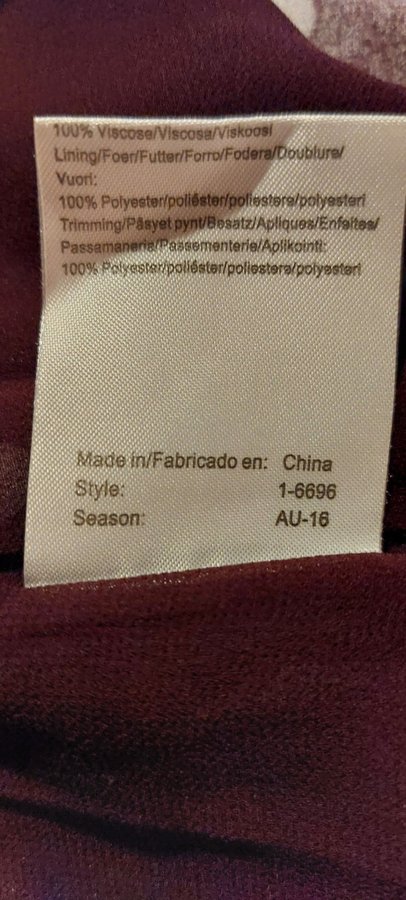 100% Viscose/Viscosa/Viskoosi
Lining/Foer/Futter/Forro/Fodera/Doublure/
Vuori:
100% Polyester/poliéster/poliestere/polyesteri
Trimming/Påsyet pynt/Besatz/Apliques/Enfeites/
Passamaneria/Passementerie/Aplikointi:
100% Polyester/poliéster/poliestere/polyesteri
Made in/Fabricado en: China
Style: 1-6696
Season: AU-16